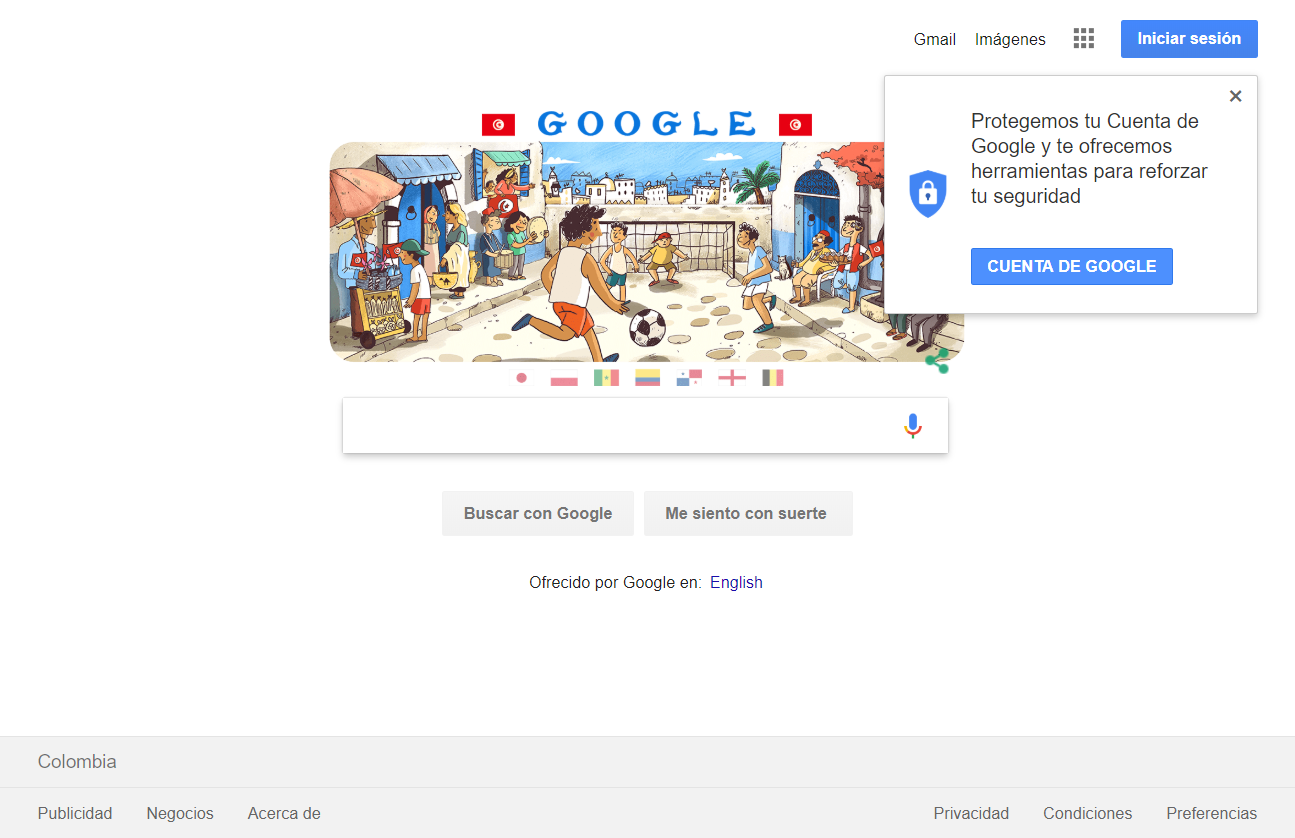 Gmail Imágenes Iniciar sesión
GOOGLE
Protegemos tu Cuenta de
Google y te ofrecemos
herramientas para reforzar
tu seguridad
CUENTA DE GOOGLE
Buscar con Google Me siento con suerte
Ofrecido por Google en: English
Colombia
Publicidad Negocios Acerca de Privacidad Condiciones Preferencias